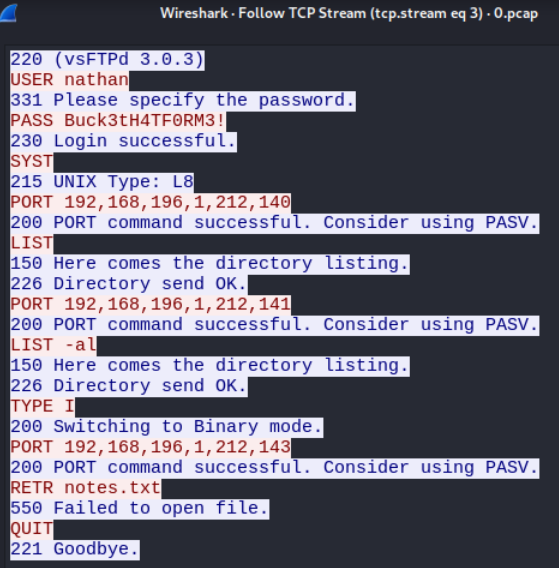 Wireshark · Follow TCP Stream (tcp.stream eq 3) · 0.pcap
220 (vsFTPd 3.0.3)
USER nathan
331 Please specify the password.
PASS Buck3tH4TF0RM3!
230 Login successful.
SYST
215 UNIX Type: L8
PORT 192,168,196,1,212,140
200 PORT command successful. Consider using PASV.
LIST
150 Here comes the directory listing.
226 Directory send OK.
PORT 192,168,196,1,212,141
200 PORT command successful. Consider using PASV.
LIST -al
150 Here comes the directory listing.
226 Directory send OK.
TYPE I
200 Switching to Binary mode.
PORT 192,168,196,1,212,143
200 PORT command successful. Consider using PASV.
RETR notes.txt
550 Failed to open file.
QUIT
221 Goodbye.